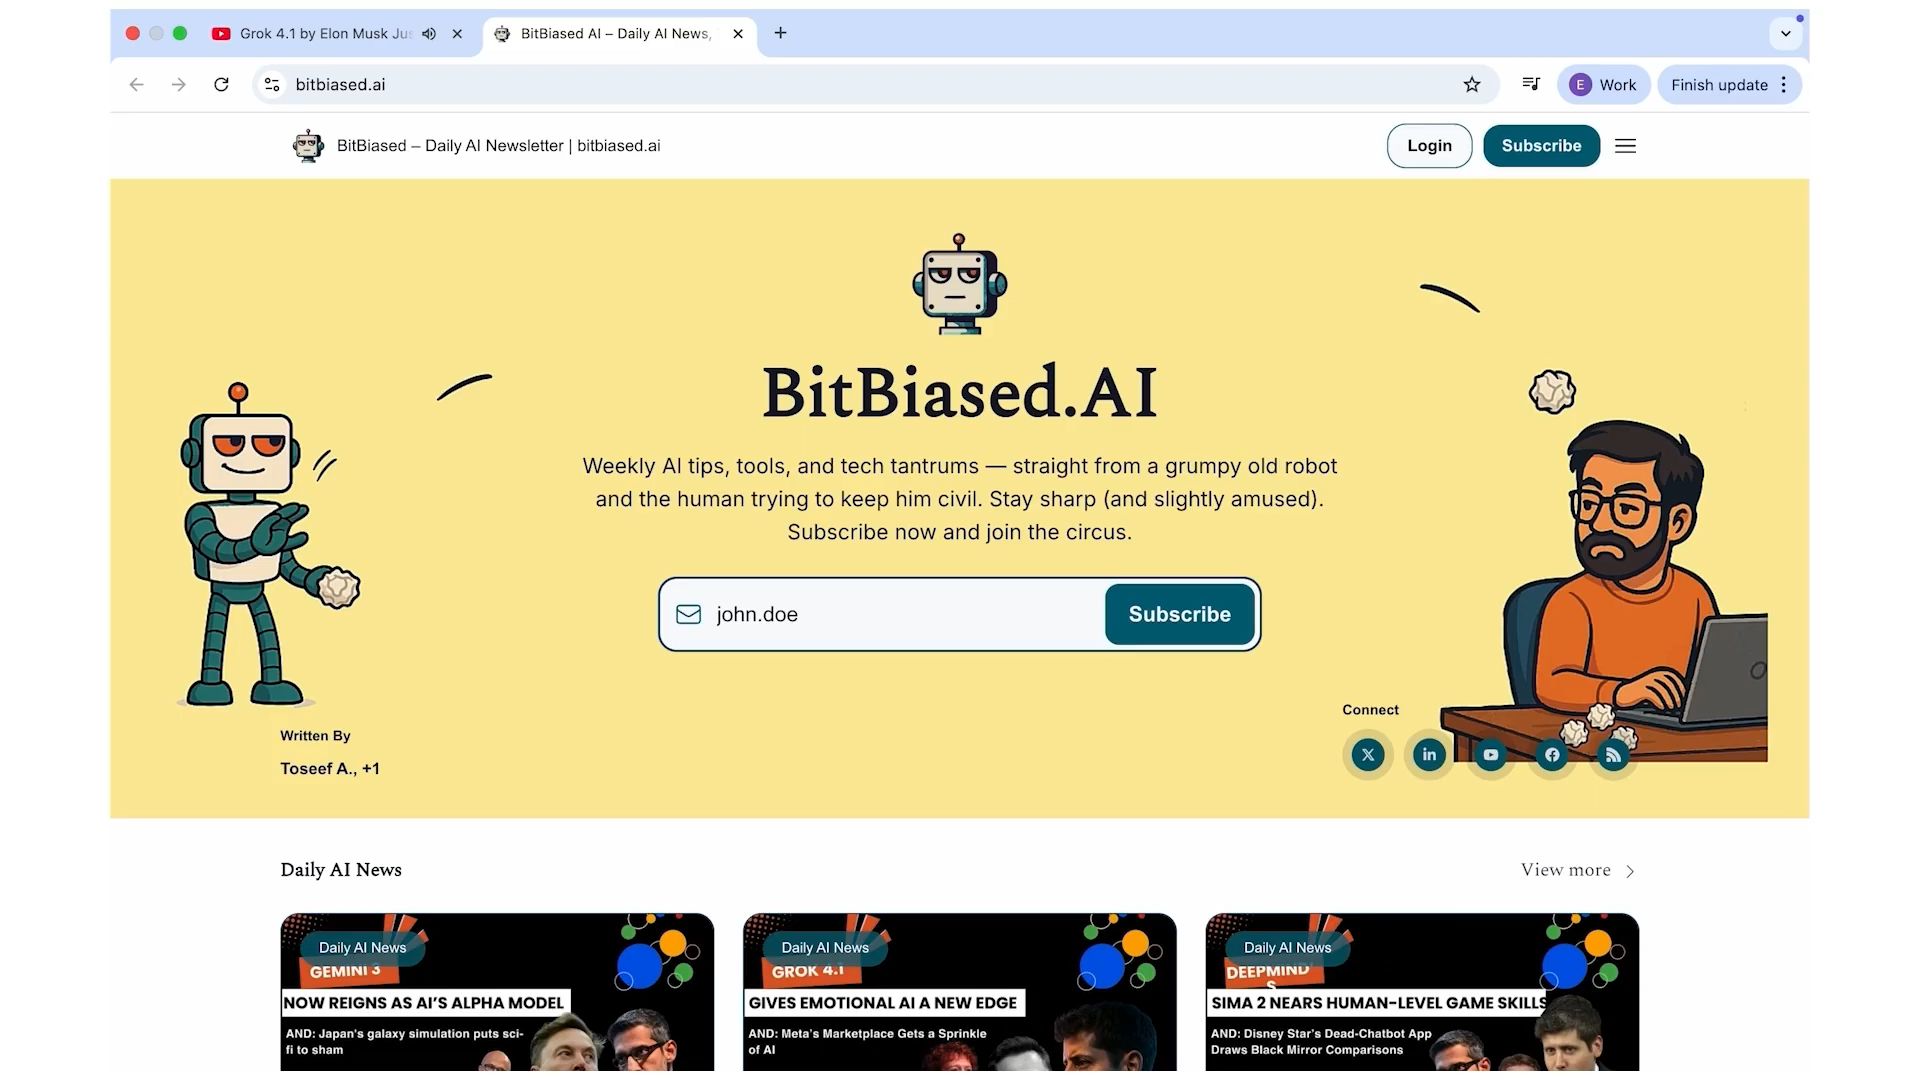 Grok 4.1 by Elon Musk Jus
BitBiased AI – Daily AI News,
bitbiased.ai
E Work
Finish update
BitBiased – Daily AI Newsletter | bitbiased.ai
Login
Subscribe
BitBiased.AI
Weekly AI tips, tools, and tech tantrums — straight from a grumpy old robot
and the human trying to keep him civil. Stay sharp (and slightly amused).
Subscribe now and join the circus.
john.doe
Subscribe
Written By
Toseef A., +1
Connect
Daily AI News
View more
Daily AI News
GEMINI 3
NOW REIGNS AS AI'S ALPHA MODEL
AND: Japan's galaxy simulation puts sci-
fi to sham
Daily AI News
GROK 4.1
GIVES EMOTIONAL AI A NEW EDGE
AND: Meta's Marketplace Gets a Sprinkle
of AI
Daily AI News
DEEPMIND'
S
SIMA 2 NEARS HUMAN-LEVEL GAME SKILLS
AND: Disney Star's Dead-Chatbot App
Draws Black Mirror Comparisons